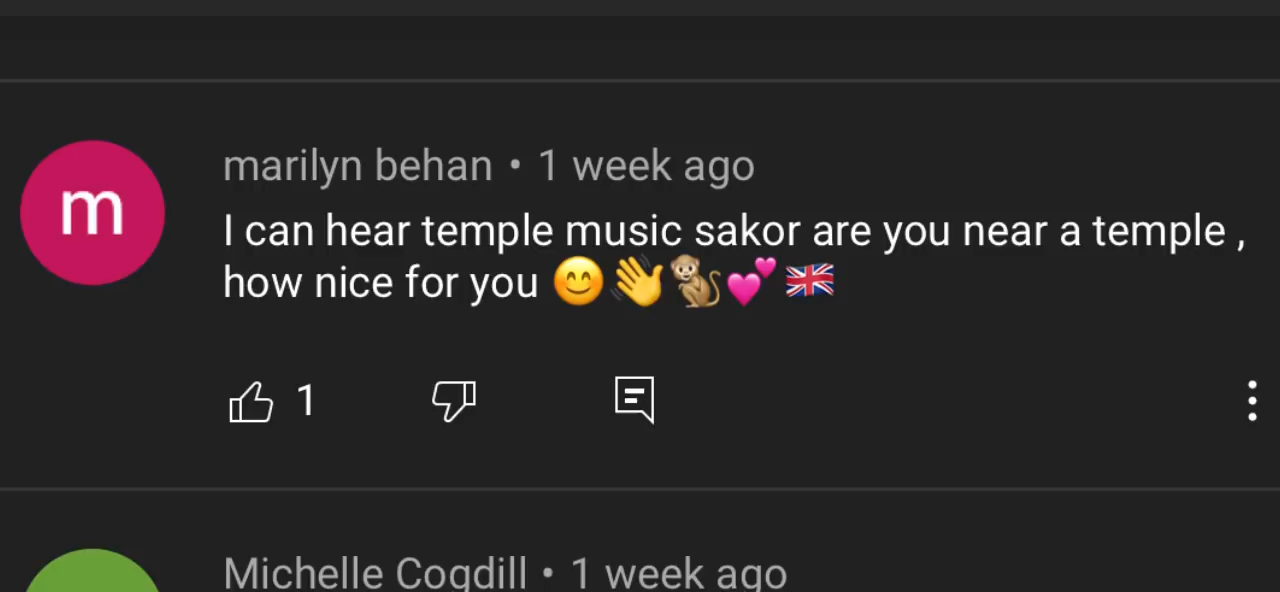 m
marilyn behan • 1 week ago
I can hear temple music sakor are you near a temple ,
how nice for you 😊👋🐒💕🇬🇧
1
Michelle Cogdill • 1 week ago